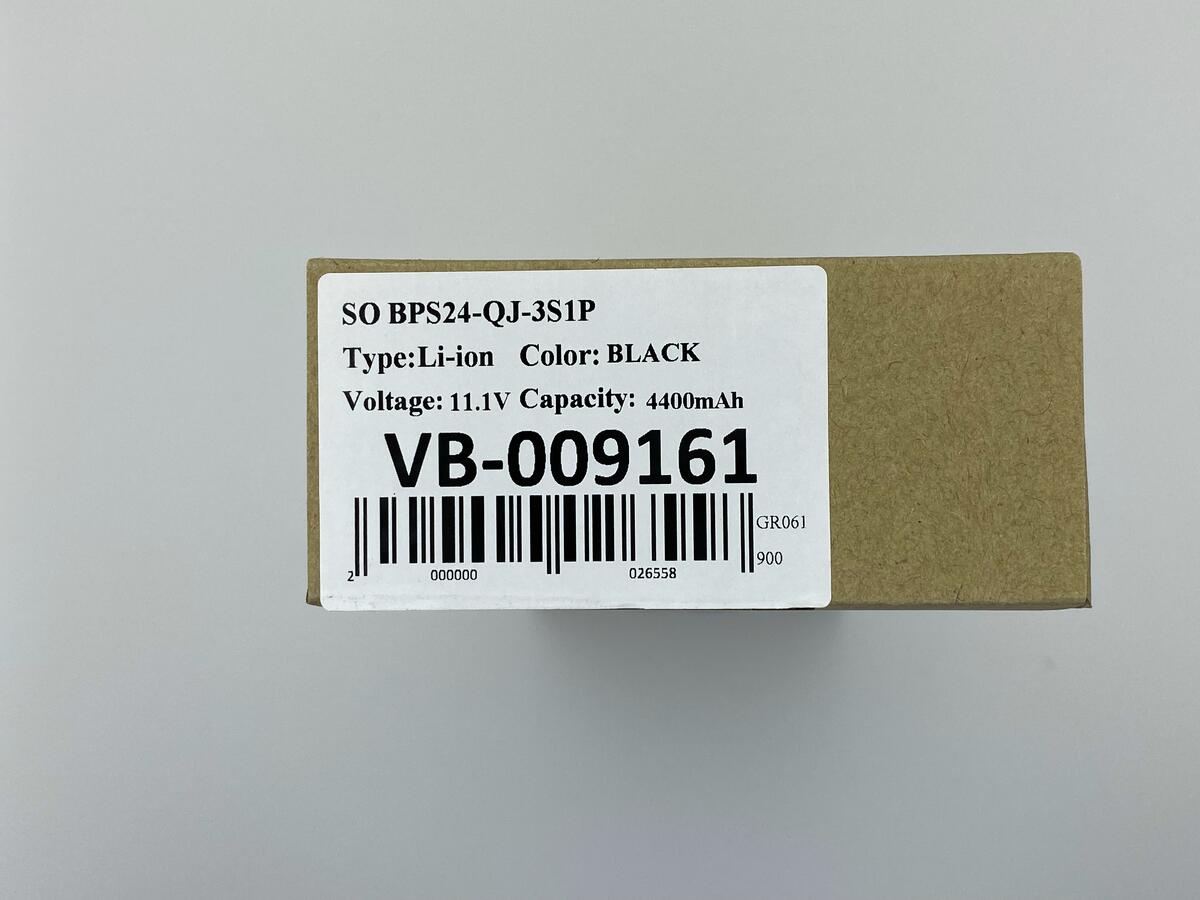 SO BPS24-QJ-3S1P
Type:Li-ion Color: BLACK
Voltage: 11.1V Capacity: 4400mAh
VB-009161
GR061
900
2 000000 026558